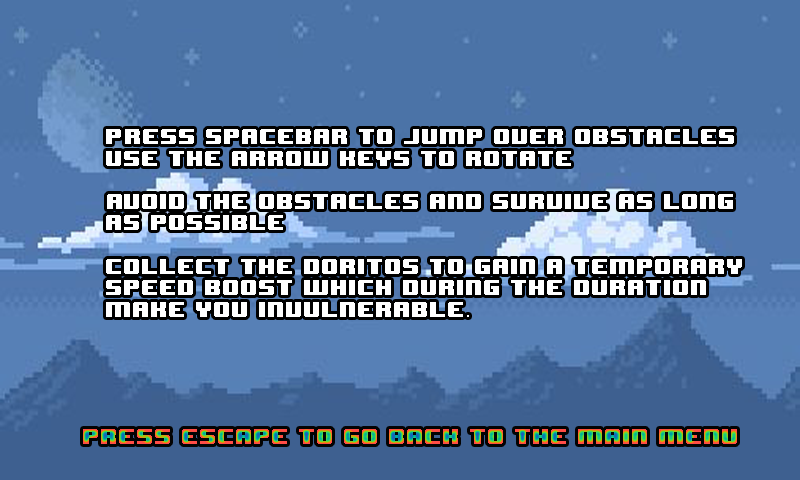 PRESS SPACEBAR TO JUMP OVER OBSTACLES
USE THE ARROW KEYS TO ROTATE
AVOID THE OBSTACLES AND SURVIVE AS LONG
AS POSSIBLE
COLLECT THE DORITOS TO GAIN A TEMPORARY
SPEED BOOST WHICH DURING THE DURATION
MAKE YOU INVULNERABLE.
PRESS ESCAPE TO GO BACK TO THE MAIN MENU